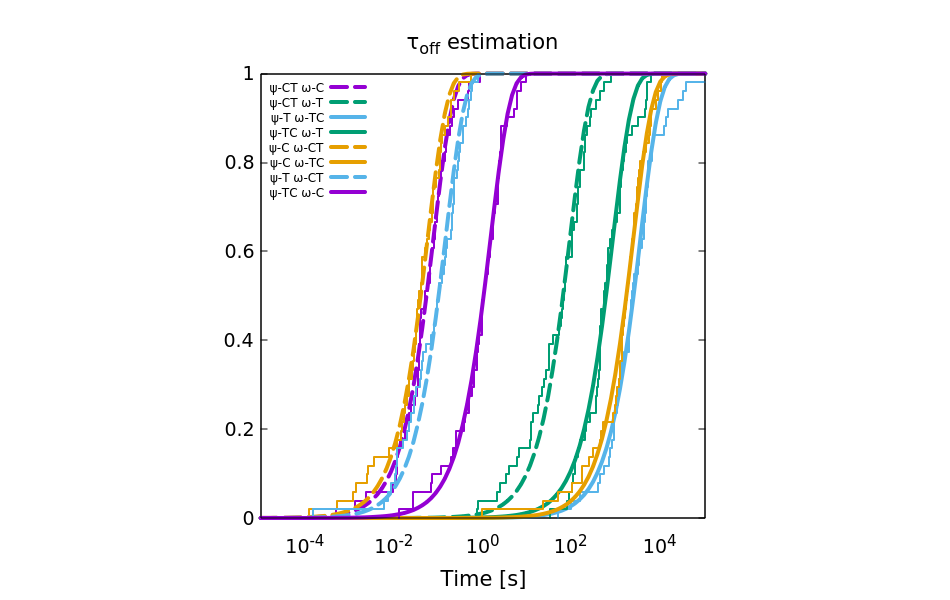 τoff estimation
1
0.8
0.6
0.4
0.2
0
ψ-CT ω-C
ψ-CT ω-T
ψ-T ω-TC
ψ-TC ω-T
ψ-C ω-CT
ψ-C ω-TC
ψ-T ω-CT
ψ-TC ω-C
10-4 10-2 100 102 104
Time [s]